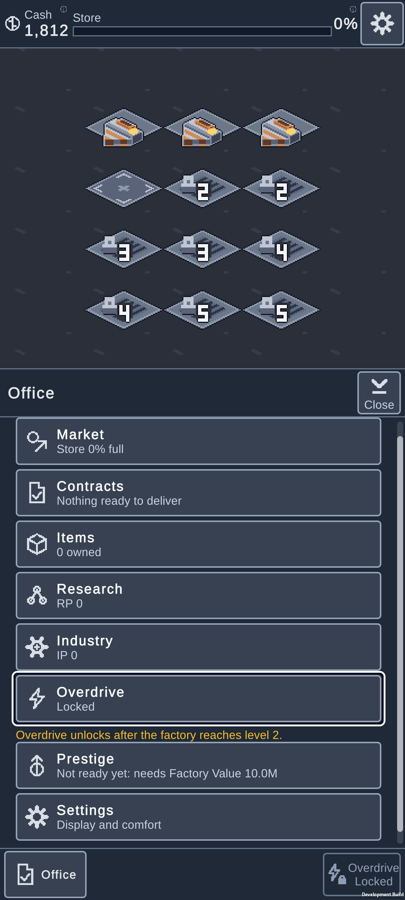 Cash
1,812
Store
0%
2
2
3
3
4
4
5
5
Office
Close
Market
Store 0% full
Contracts
Nothing ready to deliver
Items
0 owned
Research
RP 0
Industry
IP 0
Overdrive
Locked
Overdrive unlocks after the factory reaches level 2.
Prestige
Not ready yet: needs Factory Value 10.0M
Settings
Display and comfort
Office
Overdrive
Locked
Development Build